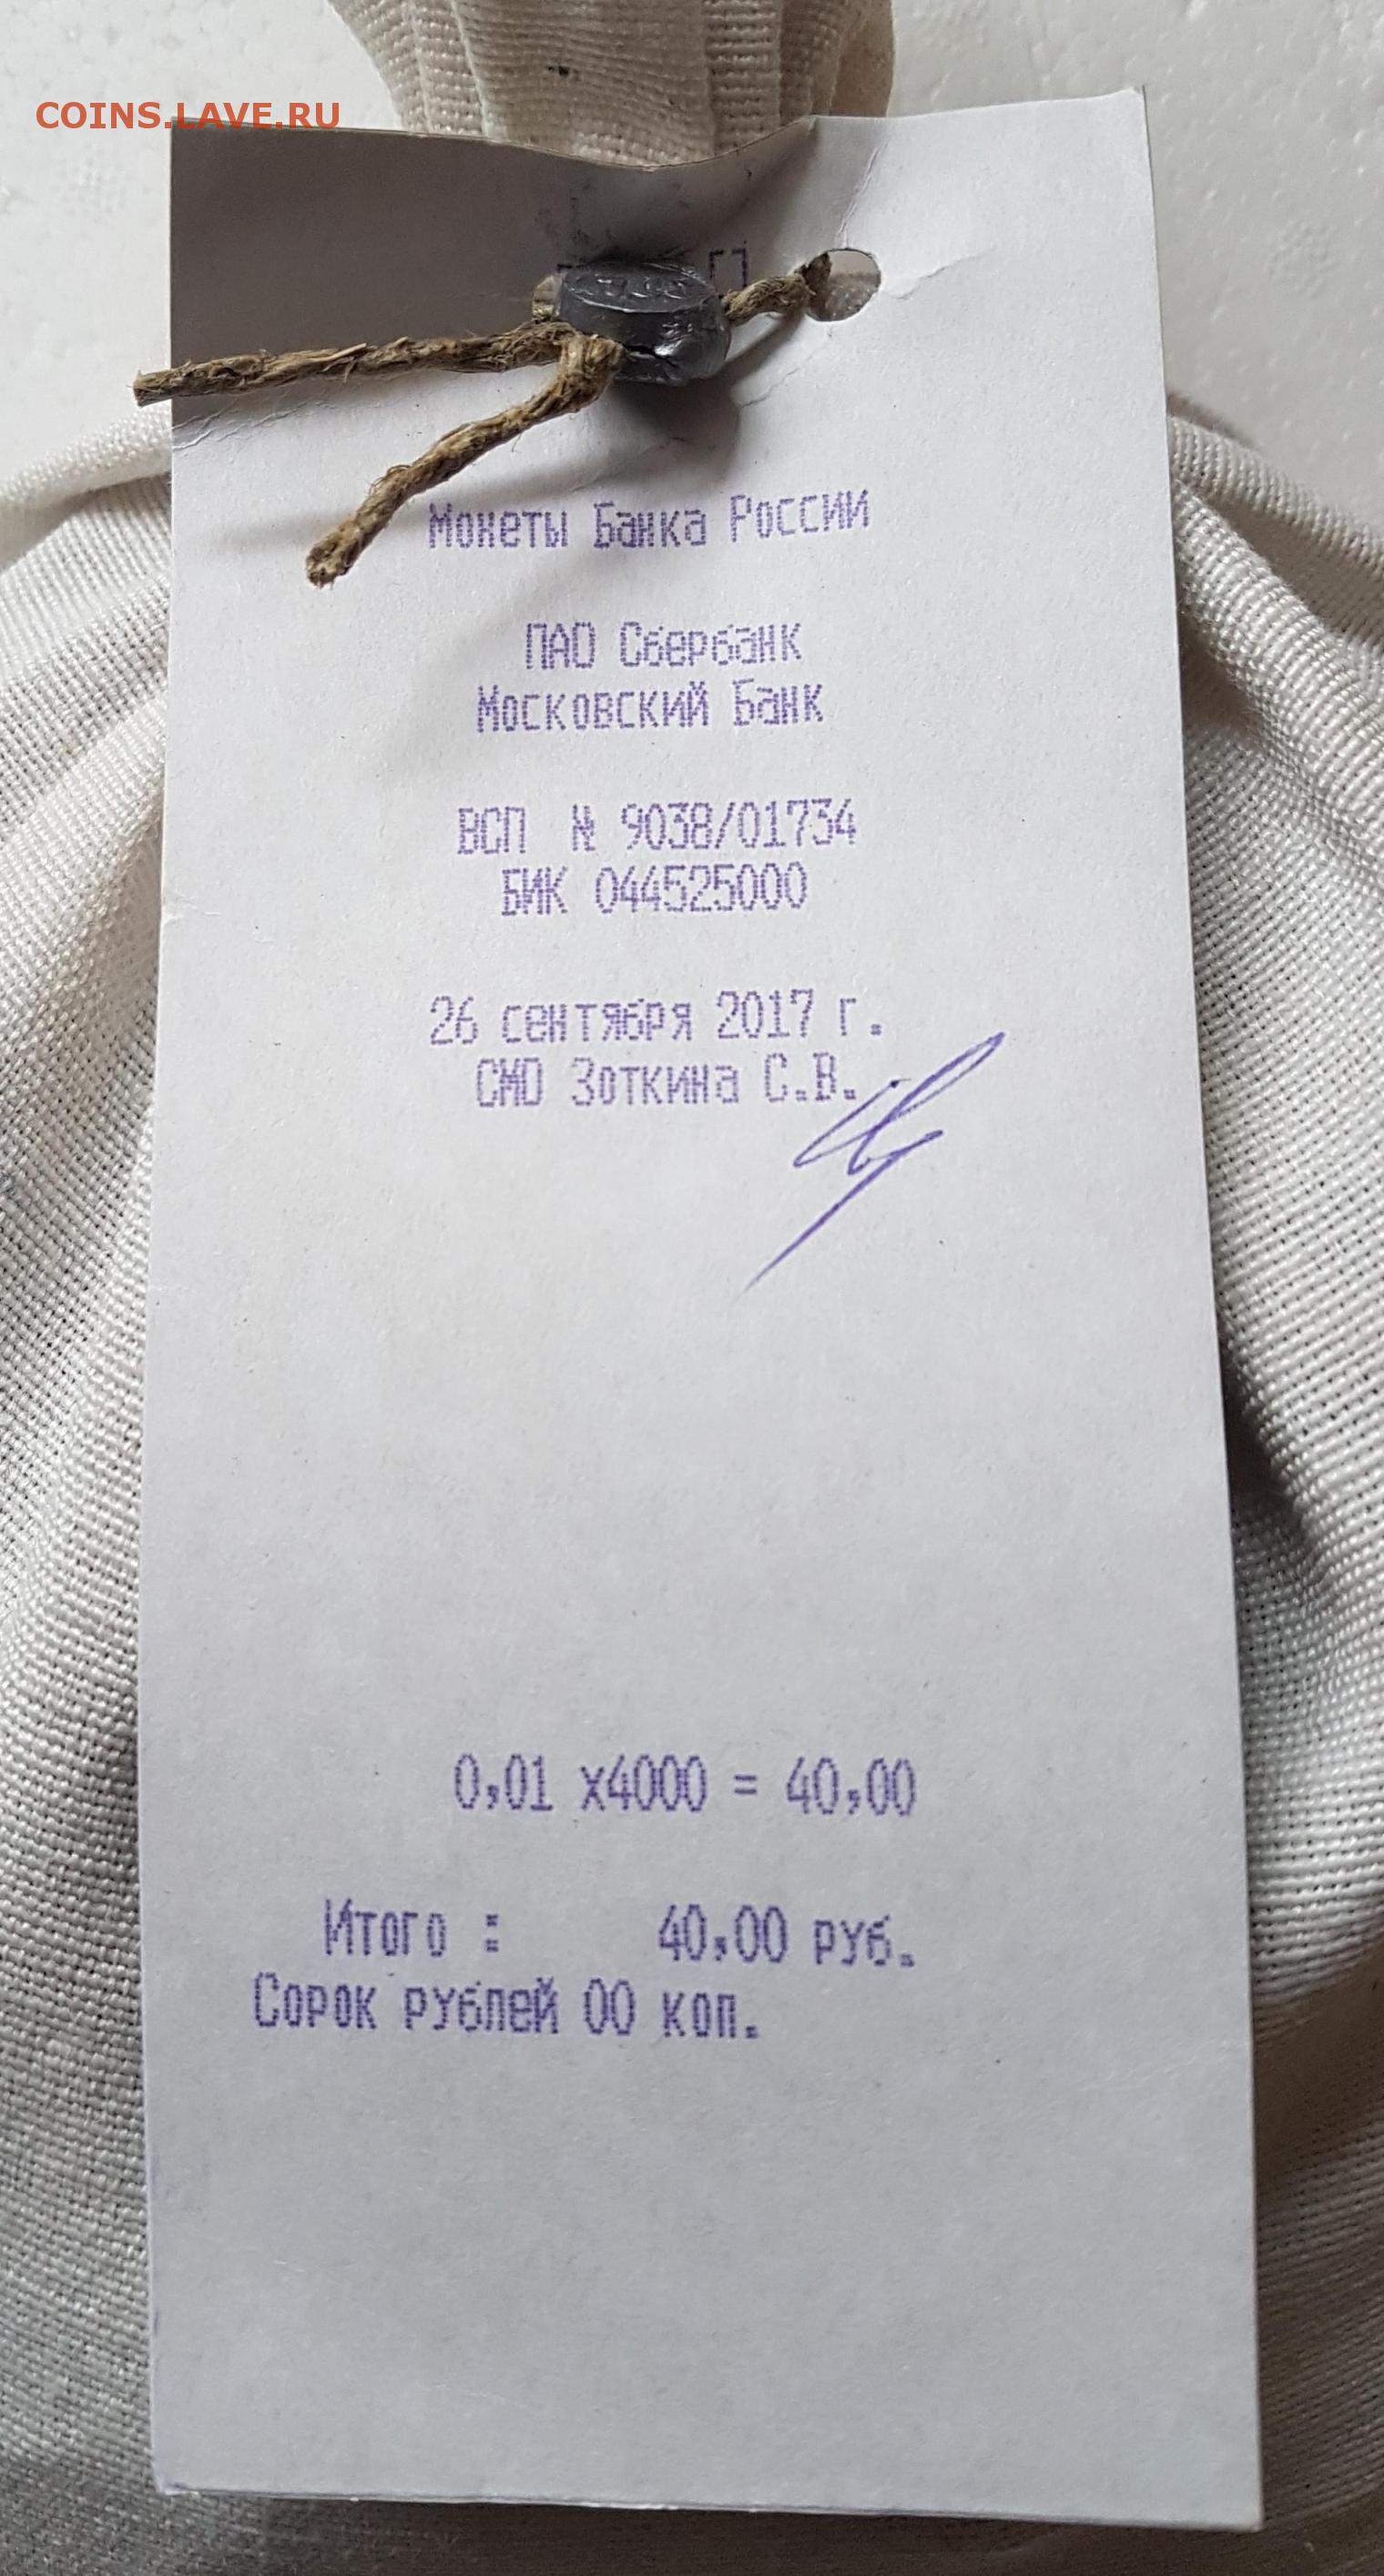 COINS.LAVE.RU
Монеты Банка России
ПАО Сбербанк
Московский Банк
ВСП № 9038/01734
БИК 044525000
26 сентября 2017 г.
СМО Зоткина С.В.
0,01 x4000 = 40,00
Итого : 40,00 руб.
Сорок рублей 00 коп.